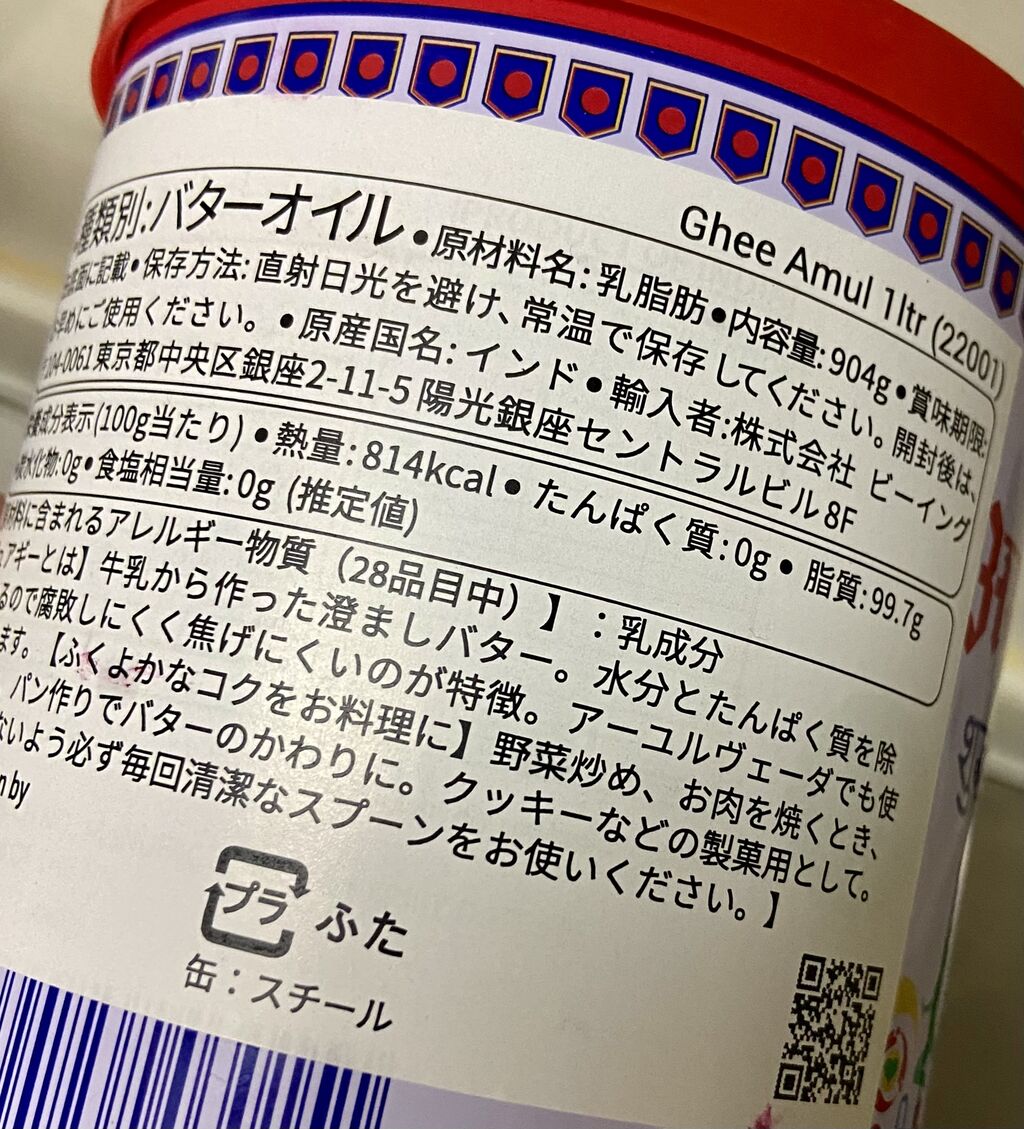 Ghee Amul 1ltr (22001)
種類別:バターオイル•原材料名:乳脂肪•内容量:904g•賞味期限:
底面に記載•保存方法:直射日光を避け、常温で保存してください。開封後は、
早めにご使用ください。•原産国名:インド•輸入者:株式会社 ビーイング
〒104-0061 東京都中央区銀座2-11-5 陽光銀座セントラルビル 8F
栄養成分表示(100g当たり)•熱量:814kcal•たんぱく質:0g•脂質:99.7g
炭水化物:0g•食塩相当量:0g (推定値)
材料に含まれるアレルギー物質(28品目中)】:乳成分
ギーとは】牛乳から作った澄ましバター。水分とたんぱく質を除
るので腐敗しにくく焦げにくいのが特徴。アーユルヴェーダでも使
ます。【ふくよかなコクをお料理に】野菜炒め、お肉を焼くとき、
パン作りでバターのかわりに。クッキーなどの製菓用として。
ないよう必ず毎回清潔なスプーンをお使いください。】
by
プラ ふた
缶:スチール